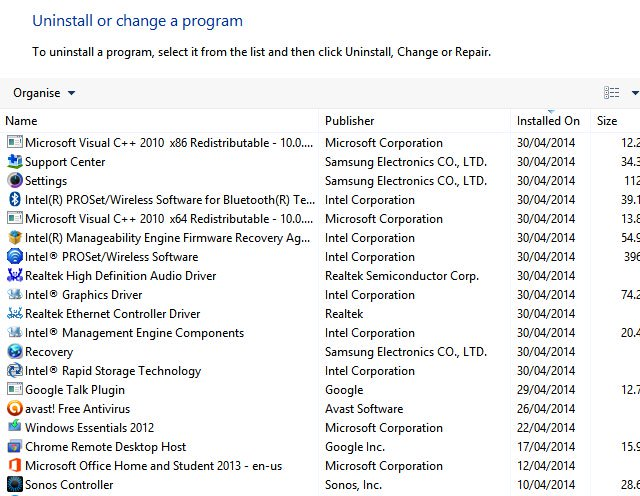 Uninstall or change a program
To uninstall a program, select it from the list and then click Uninstall, Change or Repair.
Organise
Name Publisher Installed On Size
Microsoft Visual C++ 2010 x86 Redistributable - 10.0.... Microsoft Corporation 30/04/2014 12.2
Support Center Samsung Electronics CO., LTD. 30/04/2014 34.3
Settings Samsung Electronics CO., LTD. 30/04/2014 112
Intel(R) PROSet/Wireless Software for Bluetooth(R) Te... Intel Corporation 30/04/2014 39.1
Microsoft Visual C++ 2010 x64 Redistributable - 10.0.... Microsoft Corporation 30/04/2014 13.8
Intel(R) Manageability Engine Firmware Recovery Ag... Intel Corporation 30/04/2014 54.9
Intel® PROSet/Wireless Software Intel Corporation 30/04/2014 396
Realtek High Definition Audio Driver Realtek Semiconductor Corp. 30/04/2014
Intel® Graphics Driver Intel Corporation 30/04/2014 74.2
Realtek Ethernet Controller Driver Realtek 30/04/2014
Intel® Management Engine Components Intel Corporation 30/04/2014 20.4
Recovery Samsung Electronics CO., LTD. 30/04/2014
Intel® Rapid Storage Technology Intel Corporation 30/04/2014
Google Talk Plugin Google 29/04/2014 12.7
avast! Free Antivirus Avast Software 26/04/2014
Windows Essentials 2012 Microsoft Corporation 22/04/2014
Chrome Remote Desktop Host Google Inc. 17/04/2014 15.9
Microsoft Office Home and Student 2013 - en-us Microsoft Corporation 12/04/2014
Sonos Controller Sonos, Inc. 10/04/2014 28.6